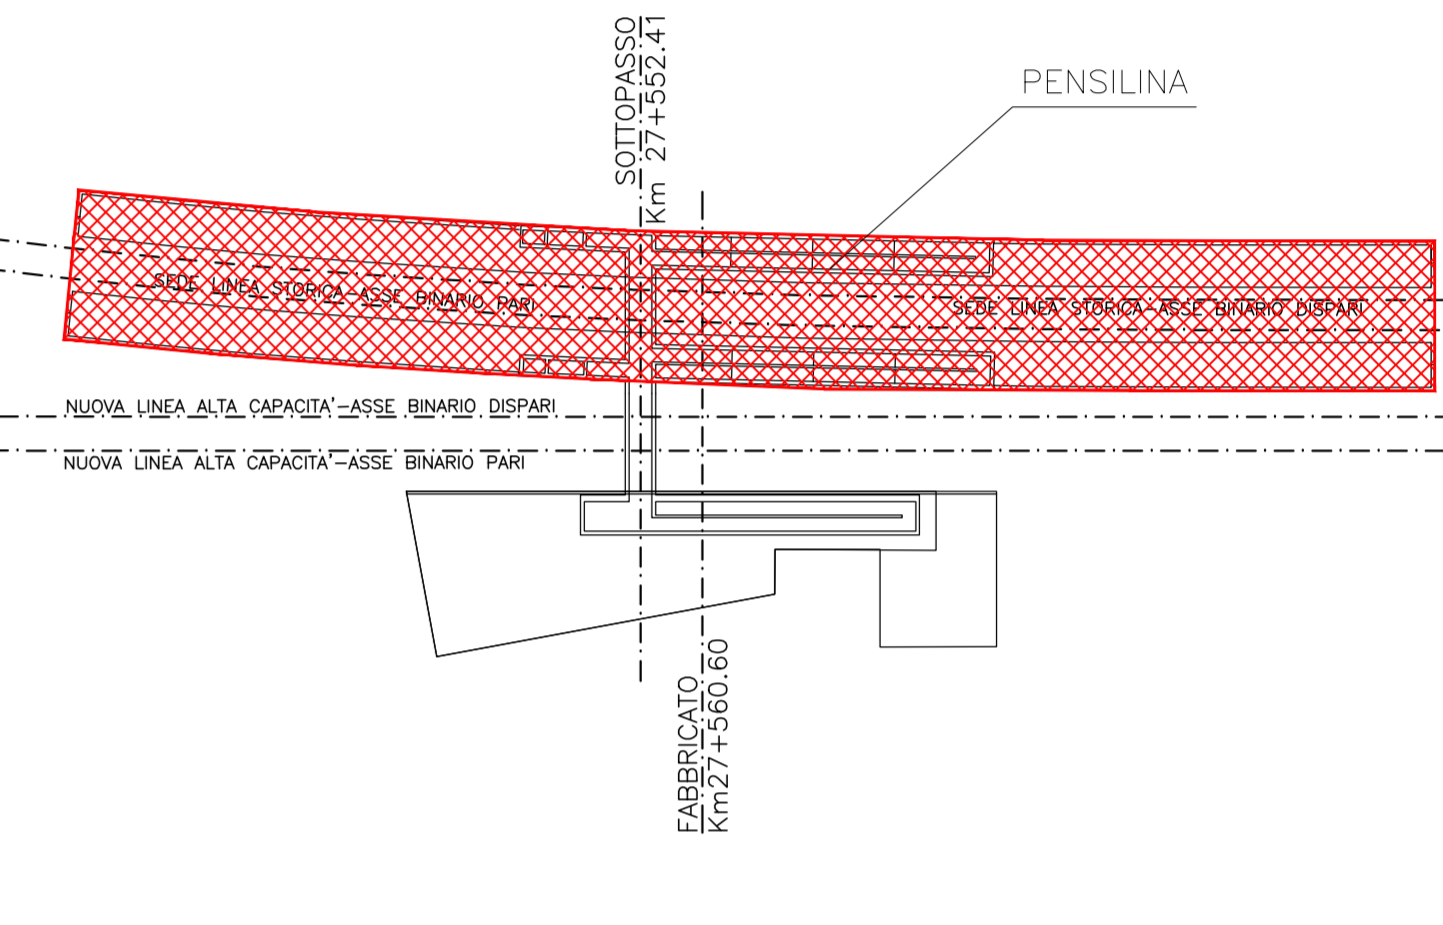 SOTTOPASSO
Km 27+552.41
PENSILINA
SEDE LINEA STORICA-ASSE BINARIO PARI
SEDE LINEA STORICA-ASSE BINARIO DISPARI
NUOVA LINEA ALTA CAPACITA'-ASSE BINARIO DISPARI
NUOVA LINEA ALTA CAPACITA'-ASSE BINARIO PARI
FABBRICATO
Km27+560.60